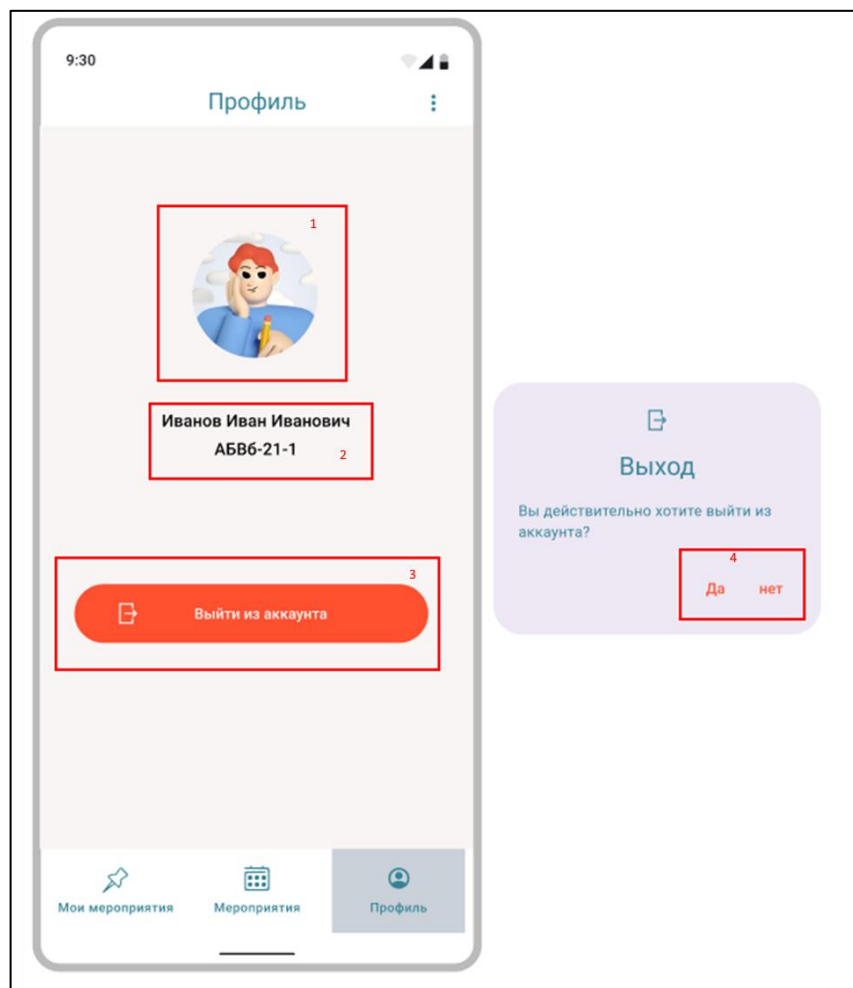 9:30
Профиль
1
Иванов Иван Иванович
АБВб-21-1
2
3
Выйти из аккаунта
Мои мероприятия
Мероприятия
Профиль
Выход
Вы действительно хотите выйти из
аккаунта?
4
Да нет